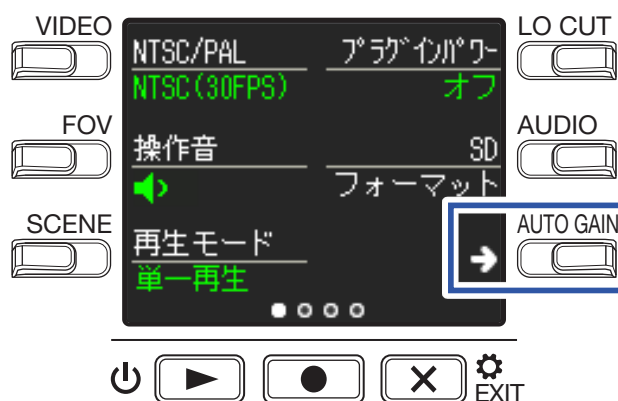 VIDEO
LO CUT
NTSC/PAL
プラグインパワー
NTSC(30FPS)
オフ
FOV
AUDIO
操作音
SD
フォーマット
SCENE
AUTO GAIN
再生モード
単一再生
EXIT